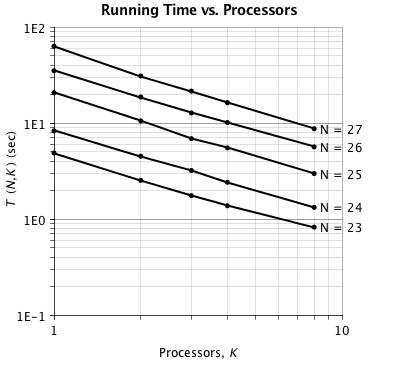 Running Time vs. Processors
1E2
1E1
1E0
1E−1
T (N,K) (sec)
N = 27
N = 26
N = 25
N = 24
N = 23
1
10
Processors, K